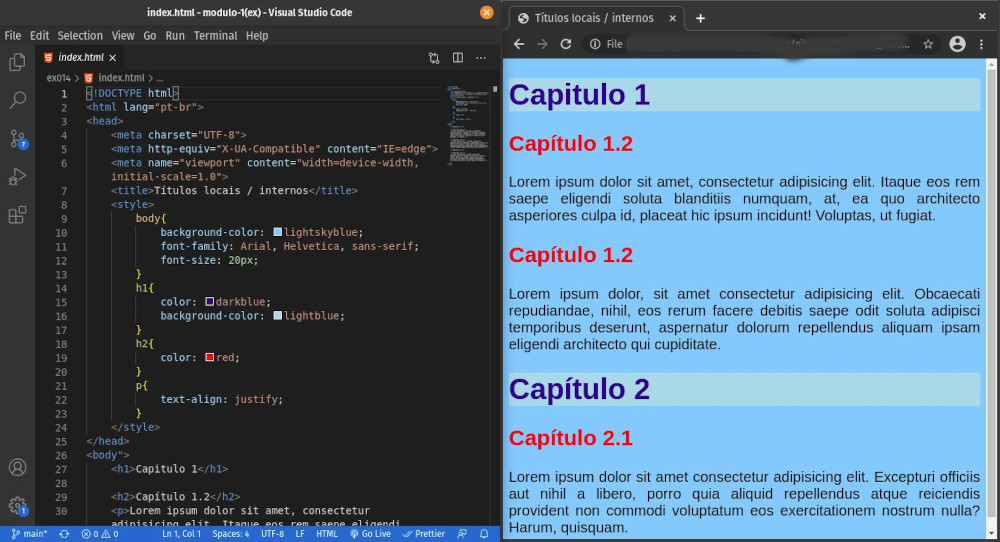 index.html - modulo-1(ex) - Visual Studio Code
File Edit Selection View Go Run Terminal Help
index.html
ex014 > index.html > ...
1 <!DOCTYPE html>
2 <html lang="pt-br">
3 <head>
4 <meta charset="UTF-8">
5 <meta http-equiv="X-UA-Compatible" content="IE=edge">
6 <meta name="viewport" content="width=device-width,
initial-scale=1.0">
7 <title>Títulos locais / internos</title>
8 <style>
9 body{
10 background-color: lightskyblue;
11 font-family: Arial, Helvetica, sans-serif;
12 font-size: 20px;
13 }
14 h1{
15 color: darkblue;
16 background-color: lightblue;
17 }
18 h2{
19 color: red;
20 }
21 p{
22 text-align: justify;
23 }
24 </style>
25 </head>
26 <body">
27 <h1>Capitulo 1</h1>
28
29 <h2>Capítulo 1.2</h2>
30 <p>Lorem ipsum dolor sit amet, consectetur
adipisicing elit. Itaque eos rem saepe eligendi
7
1
main* 0 0 Ln 1, Col 1 Spaces: 4 UTF-8 LF HTML Go Live Prettier
Títulos locais / internos
File
Capitulo 1
Capítulo 1.2
Lorem ipsum dolor sit amet, consectetur adipisicing elit. Itaque eos rem
saepe eligendi soluta blanditiis numquam, at, ea quo architecto
asperiores culpa id, placeat hic ipsum incidunt! Voluptas, ut fugiat.
Capítulo 1.2
Lorem ipsum dolor, sit amet consectetur adipisicing elit. Obcaecati
repudiandae, nihil, eos rerum facere debitis saepe odit soluta adipisci
temporibus deserunt, aspernatur dolorum repellendus aliquam ipsam
eligendi architecto qui cupiditate.
Capítulo 2
Capítulo 2.1
Lorem ipsum dolor sit amet consectetur adipisicing elit. Excepturi officiis
aut nihil a libero, porro quia aliquid repellendus atque reiciendis
provident non commodi voluptatum eos exercitationem nostrum nulla?
Harum, quisquam.